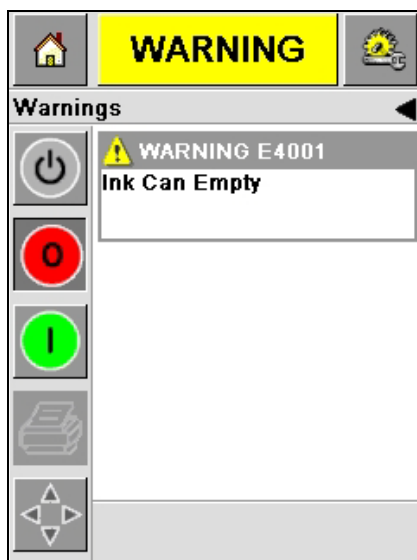 WARNING
Warnings
WARNING E4001
Ink Can Empty
O
I